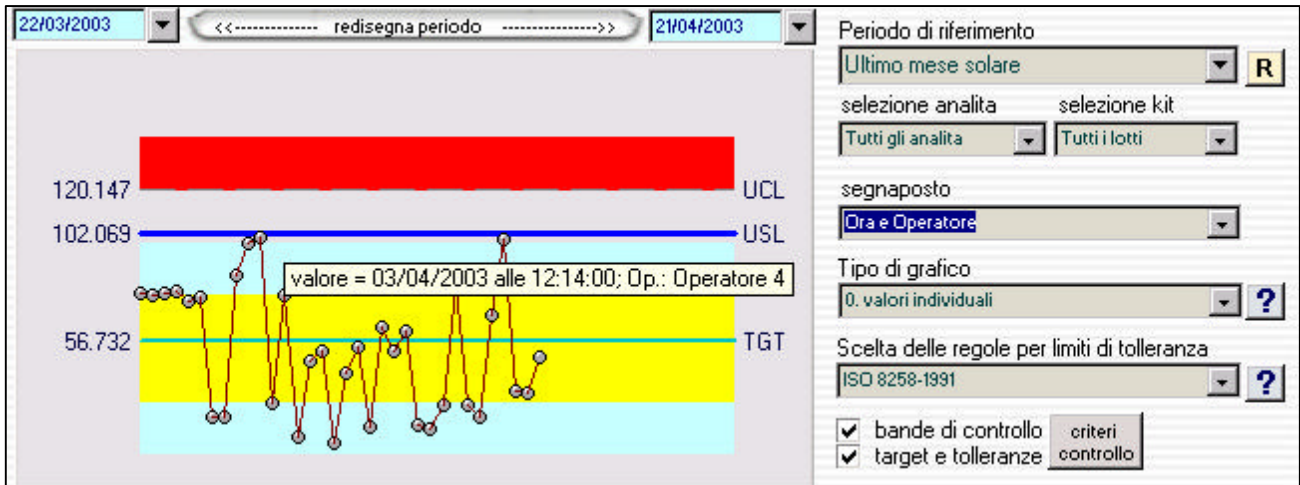 22/03/2003 <<------------- redisegna periodo ---------------->> 21/04/2003
120.147 UCL
102.069 USL
valore = 03/04/2003 alle 12:14:00; Op.: Operatore 4
56.732 TGT
Periodo di riferimento
Ultimo mese solare R
selezione analita selezione kit
Tutti gli analita Tutti i lotti
segnaposto
Ora e Operatore
Tipo di grafico
0. valori individuali ?
Scelta delle regole per limiti di tolleranza
ISO 8258-1991 ?
bande di controllo
target e tolleranze
criteri
controllo